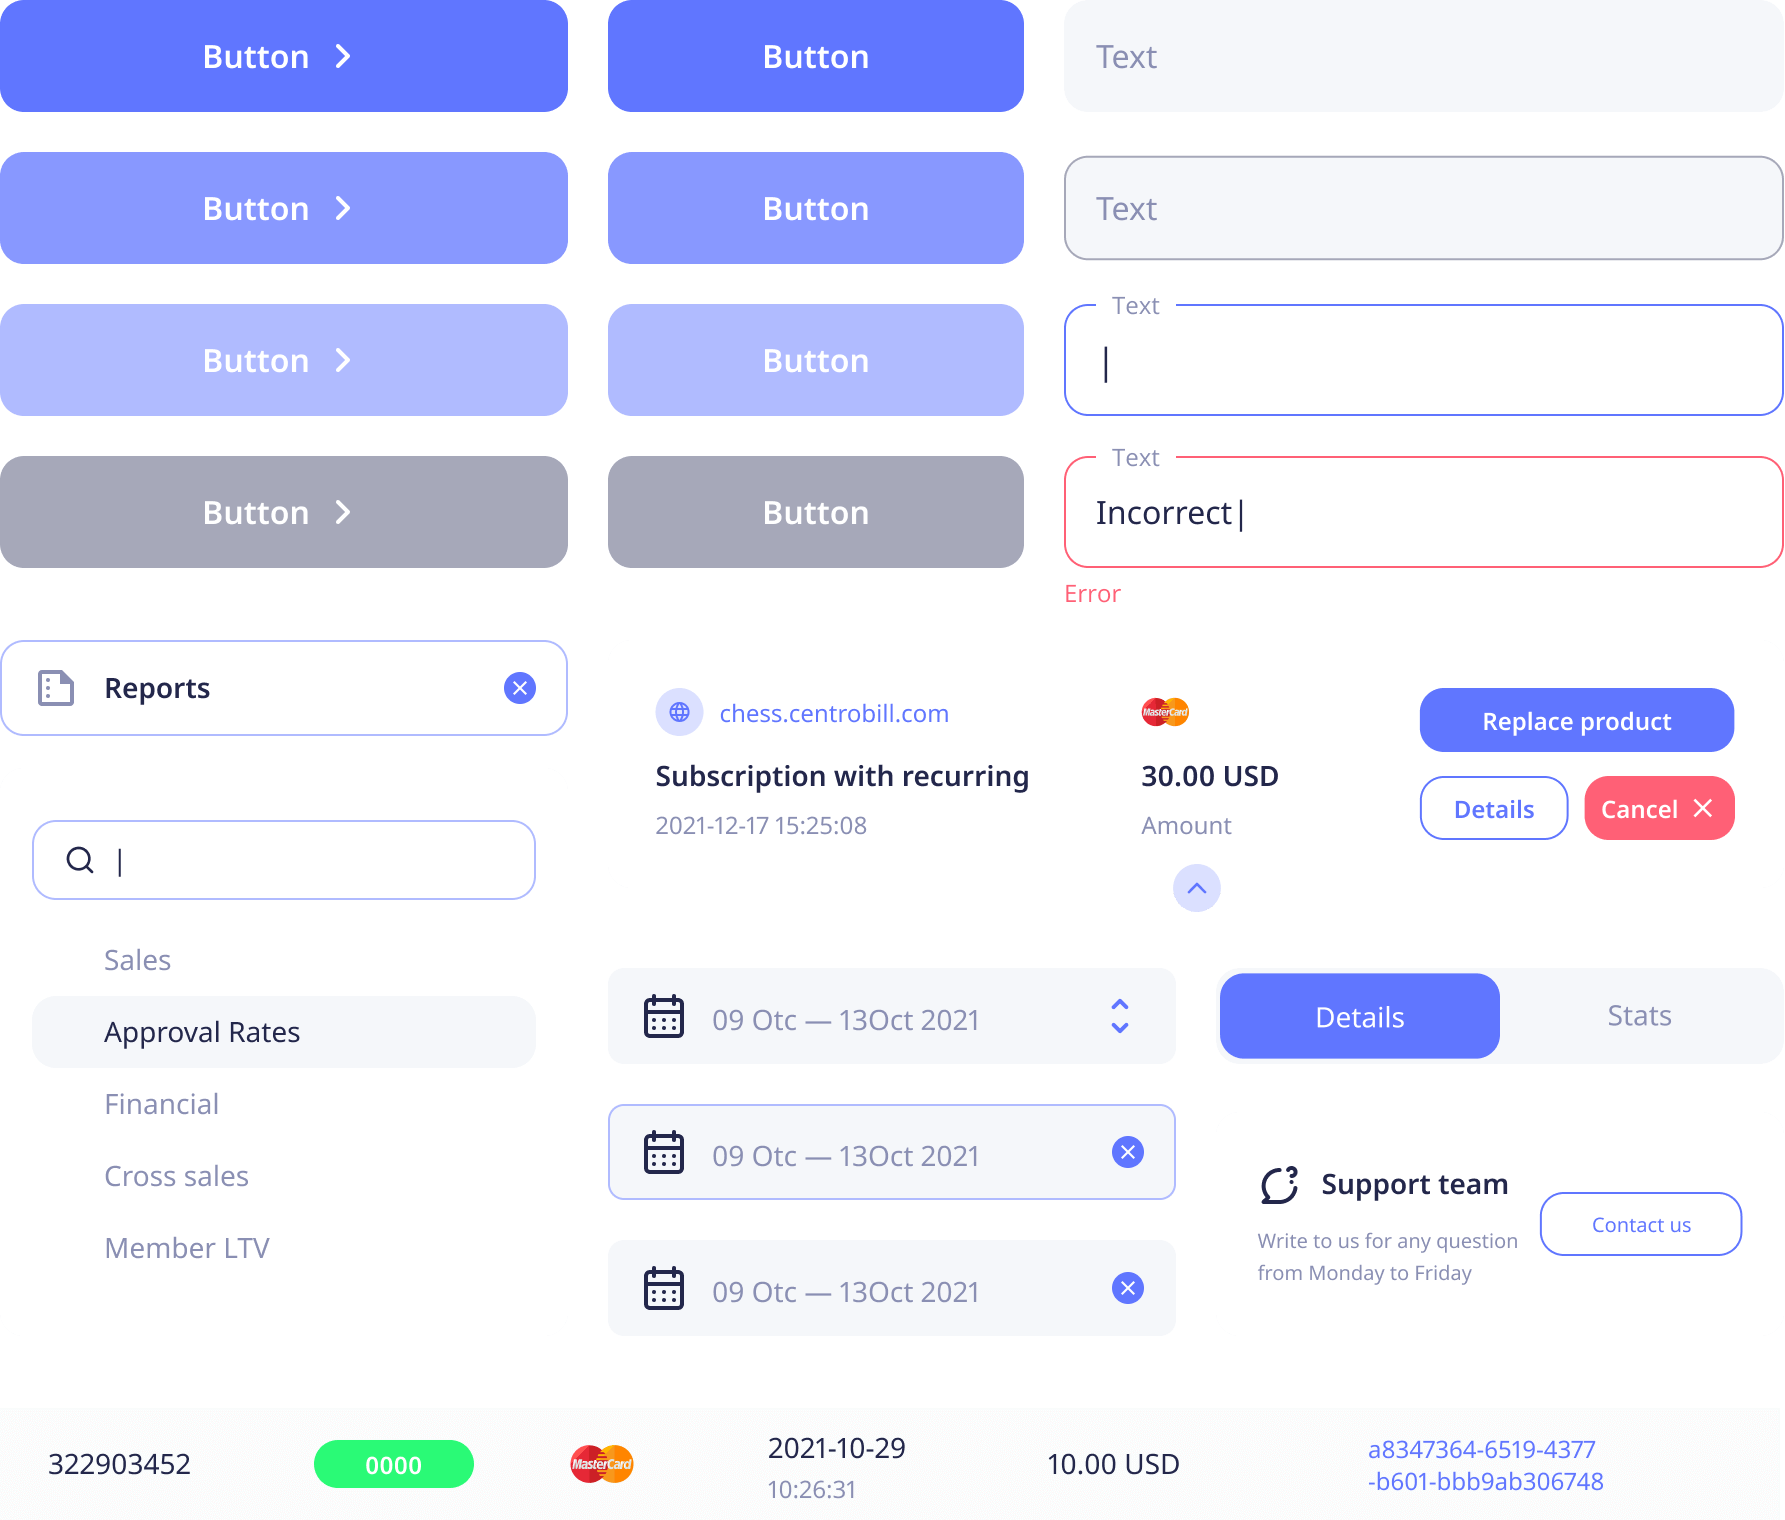 Button
Button
Text
Button
Button
Text
Button
Button
Text
|
Button
Button
Text
Incorrect|
Error
Reports
chess.centrobill.com
Subscription with recurring
2021-12-17 15:25:08
MasterCard
30.00 USD
Amount
Replace product
Details
Cancel
|
Sales
Approval Rates
Financial
Cross sales
Member LTV
09 Otc — 13Oct 2021
09 Otc — 13Oct 2021
09 Otc — 13Oct 2021
Details
Stats
Support team
Write to us for any question
from Monday to Friday
Contact us
322903452
0000
MasterCard
2021-10-29
10:26:31
10.00 USD
a8347364-6519-4377
-b601-bbb9ab306748